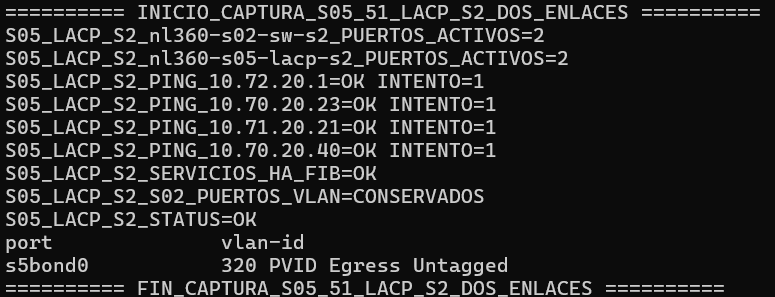 ========== INICIO_CAPTURA_S05_51_LACP_S2_DOS_ENLACES ==========
S05_LACP_S2_nl360-s02-sw-s2_PUERTOS_ACTIVOS=2
S05_LACP_S2_nl360-s05-lacp-s2_PUERTOS_ACTIVOS=2
S05_LACP_S2_PING_10.72.20.1=OK INTENTO=1
S05_LACP_S2_PING_10.70.20.23=OK INTENTO=1
S05_LACP_S2_PING_10.71.20.21=OK INTENTO=1
S05_LACP_S2_PING_10.70.20.40=OK INTENTO=1
S05_LACP_S2_SERVICIOS_HA_FIB=OK
S05_LACP_S2_S02_PUERTOS_VLAN=CONSERVADOS
S05_LACP_S2_STATUS=OK
port              vlan-id
s5bond0           320 PVID Egress Untagged
========== FIN_CAPTURA_S05_51_LACP_S2_DOS_ENLACES ==========